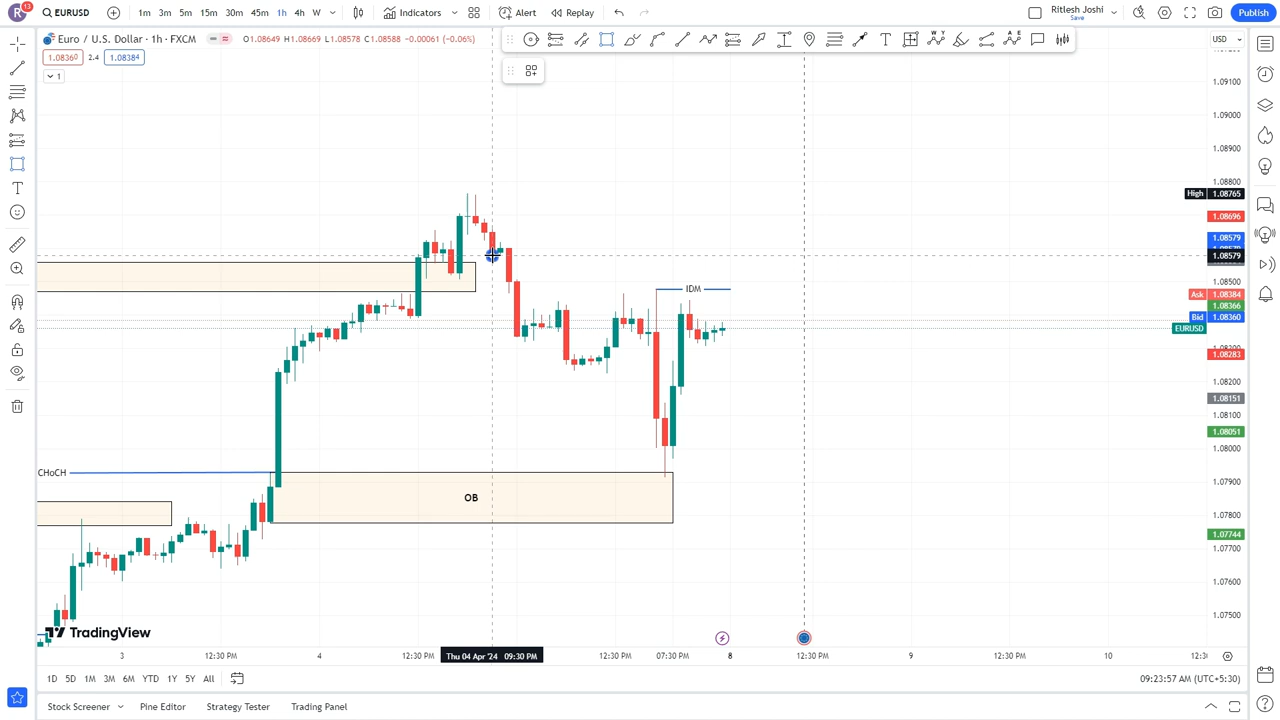 R 13 EURUSD 1m 3m 5m 15m 30m 45m 1h 4h W Indicators Alert Replay Ritesh Joshi Save Publish
Euro / U.S. Dollar · 1h · FXCM O1.08649 H1.08669 L1.08578 C1.08588 −0.00061 (−0.06%)
USD
1.08360 2.4 1.08384
1
1.09100
1.09000
1.08900
1.08800
High 1.08765
1.08696
1.08579
1.08579
1.08500
IDM
Ask 1.08384
1.08366
Bid 1.08360
EURUSD
1.08283
1.08200
1.08151
1.08100
1.08051
1.08000
CHoCH
1.07900
OB
1.07800
1.07744
1.07700
1.07600
1.07500
TradingView
3 12:30 PM 4 12:30 PM Thu 04 Apr '24 09:30 PM 12:30 PM 07:30 PM 8 12:30 PM 9 12:30 PM 10
1D 5D 1M 3M 6M YTD 1Y 5Y All 09:23:57 AM (UTC+5:30)
Stock Screener Pine Editor Strategy Tester Trading Panel